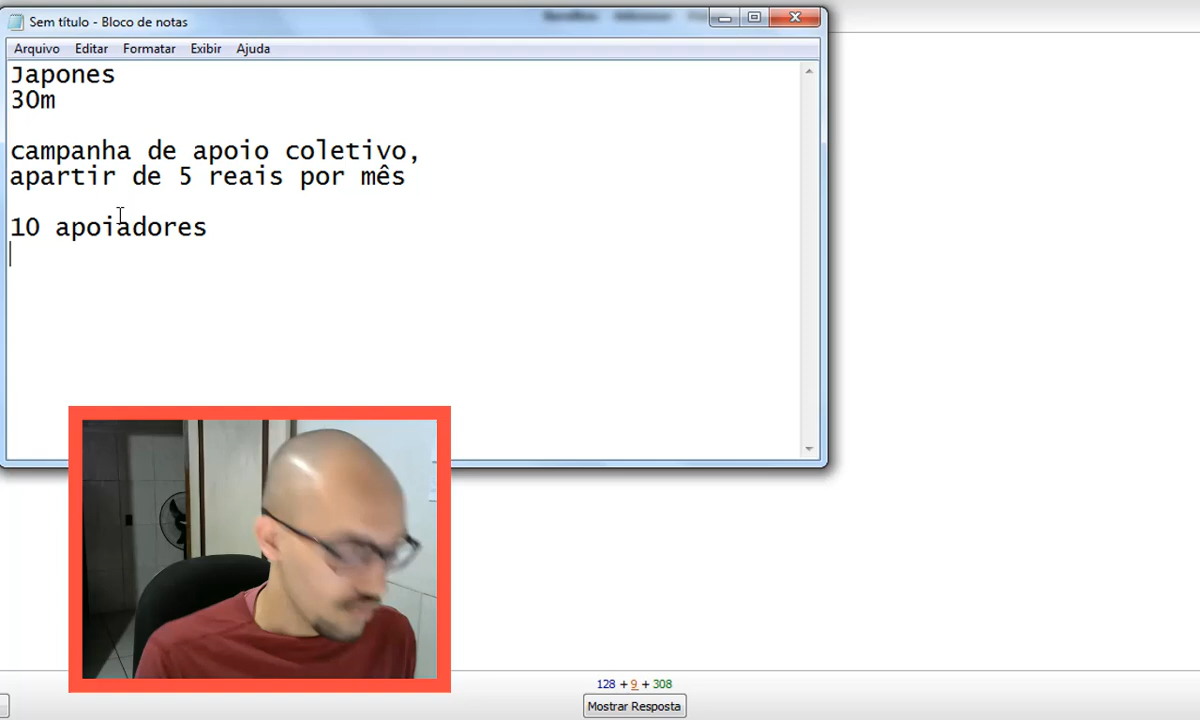 Sem título - Bloco de notas
Arquivo Editar Formatar Exibir Ajuda
Japones
30m
campanha de apoio coletivo,
apartir de 5 reais por mês
10 apoiadores
128 + 9 + 308
Mostrar Resposta